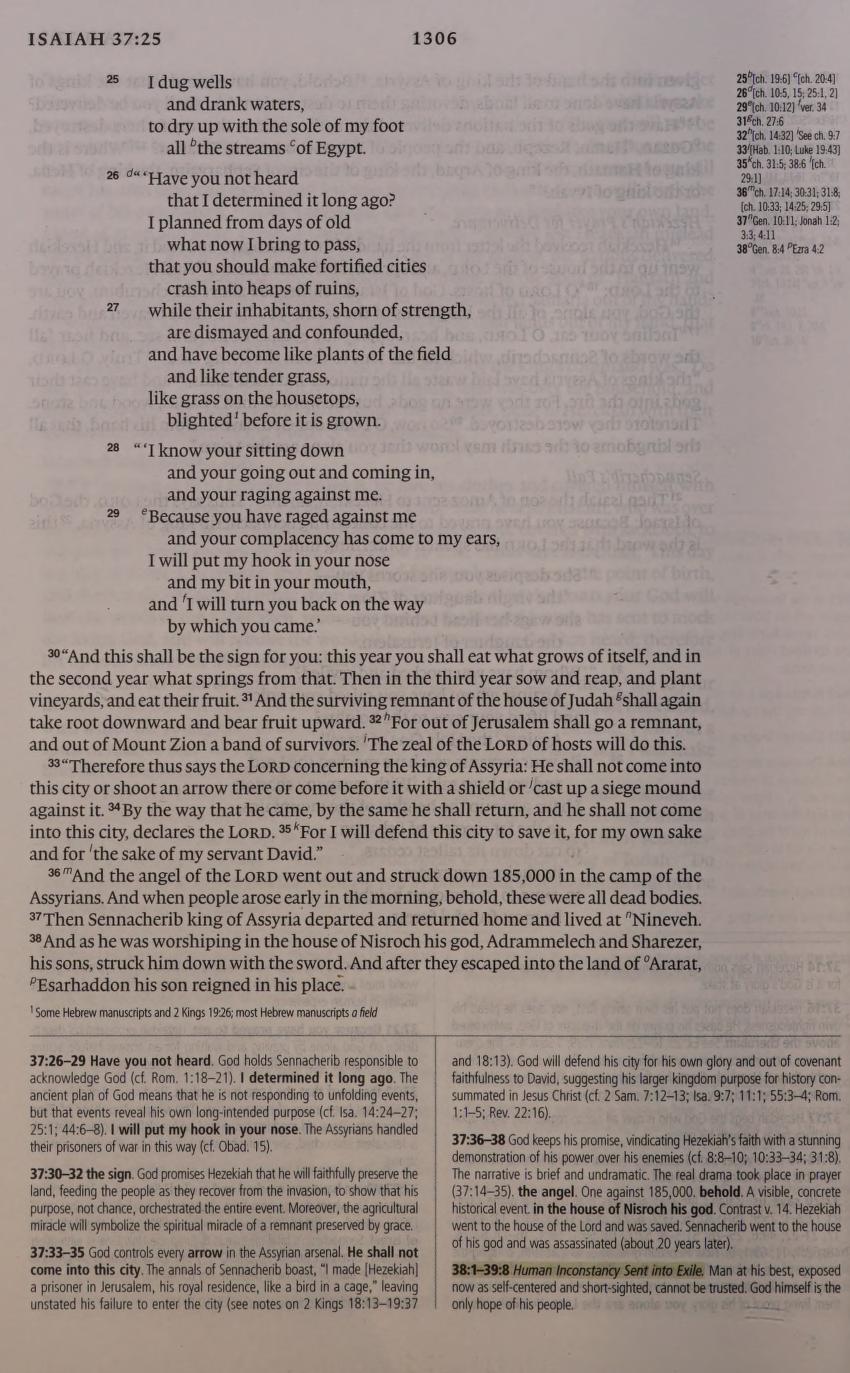 ISAIAH 37:25
1306
25 I dug wells
and drank waters,
to dry up with the sole of my foot
all ᵇthe streams ᶜof Egypt.
26 ᵈ“‘Have you not heard
that I determined it long ago?
I planned from days of old
what now I bring to pass,
that you should make fortified cities
crash into heaps of ruins,
27 while their inhabitants, shorn of strength,
are dismayed and confounded,
and have become like plants of the field
and like tender grass,
like grass on the housetops,
blighted¹ before it is grown.
28 “‘I know your sitting down
and your going out and coming in,
and your raging against me.
29 ᵉBecause you have raged against me
and your complacency has come to my ears,
I will put my hook in your nose
and my bit in your mouth,
and ᶠI will turn you back on the way
by which you came.’
30 “And this shall be the sign for you: this year you shall eat what grows of itself, and in
the second year what springs from that. Then in the third year sow and reap, and plant
vineyards, and eat their fruit. 31 And the surviving remnant of the house of Judah ᵍshall again
take root downward and bear fruit upward. 32 ʰFor out of Jerusalem shall go a remnant,
and out of Mount Zion a band of survivors. ⁱThe zeal of the LORD of hosts will do this.
33 “Therefore thus says the LORD concerning the king of Assyria: He shall not come into
this city or shoot an arrow there or come before it with a shield or ʲcast up a siege mound
against it. 34 By the way that he came, by the same he shall return, and he shall not come
into this city, declares the LORD. 35 ᵏFor I will defend this city to save it, for my own sake
and for ˡthe sake of my servant David.”
36 ᵐAnd the angel of the LORD went out and struck down 185,000 in the camp of the
Assyrians. And when people arose early in the morning, behold, these were all dead bodies.
37 Then Sennacherib king of Assyria departed and returned home and lived at ⁿNineveh.
38 And as he was worshiping in the house of Nisroch his god, Adrammelech and Sharezer,
his sons, struck him down with the sword. And after they escaped into the land of ᵒArarat,
ᵖEsarhaddon his son reigned in his place.
¹ Some Hebrew manuscripts and 2 Kings 19:26; most Hebrew manuscripts a field
25ᵇ[ch. 19:6] ᶜ[ch. 20:4]
26ᵈ[ch. 10:5, 15; 25:1, 2]
29ᵉ[ch. 10:12] ᶠver. 34
31ᵍch. 27:6
32ʰ[ch. 14:32] ⁱSee ch. 9:7
33ʲ[Hab. 1:10; Luke 19:43]
35ᵏch. 31:5; 38:6 ˡ[ch.
29:1]
36ᵐch. 17:14; 30:31; 31:8;
[ch. 10:33; 14:25; 29:5]
37ⁿGen. 10:11; Jonah 1:2;
3:3; 4:11
38ᵒGen. 8:4 ᵖEzra 4:2
37:26–29 Have you not heard. God holds Sennacherib responsible to
acknowledge God (cf. Rom. 1:18–21). I determined it long ago. The
ancient plan of God means that he is not responding to unfolding events,
but that events reveal his own long-intended purpose (cf. Isa. 14:24–27;
25:1; 44:6–8). I will put my hook in your nose. The Assyrians handled
their prisoners of war in this way (cf. Obad. 15).
37:30–32 the sign. God promises Hezekiah that he will faithfully preserve the
land, feeding the people as they recover from the invasion, to show that his
purpose, not chance, orchestrated the entire event. Moreover, the agricultural
miracle will symbolize the spiritual miracle of a remnant preserved by grace.
37:33–35 God controls every arrow in the Assyrian arsenal. He shall not
come into this city. The annals of Sennacherib boast, “I made [Hezekiah]
a prisoner in Jerusalem, his royal residence, like a bird in a cage,” leaving
unstated his failure to enter the city (see notes on 2 Kings 18:13–19:37
and 18:13). God will defend his city for his own glory and out of covenant
faithfulness to David, suggesting his larger kingdom purpose for history con-
summated in Jesus Christ (cf. 2 Sam. 7:12–13; Isa. 9:7; 11:1; 55:3–4; Rom.
1:1–5; Rev. 22:16).
37:36–38 God keeps his promise, vindicating Hezekiah’s faith with a stunning
demonstration of his power over his enemies (cf. 8:8–10; 10:33–34; 31:8).
The narrative is brief and undramatic. The real drama took place in prayer
(37:14–35). the angel. One against 185,000. behold. A visible, concrete
historical event. in the house of Nisroch his god. Contrast v. 14. Hezekiah
went to the house of the Lord and was saved. Sennacherib went to the house
of his god and was assassinated (about 20 years later).
38:1–39:8 Human Inconstancy Sent into Exile. Man at his best, exposed
now as self-centered and short-sighted, cannot be trusted. God himself is the
only hope of his people.